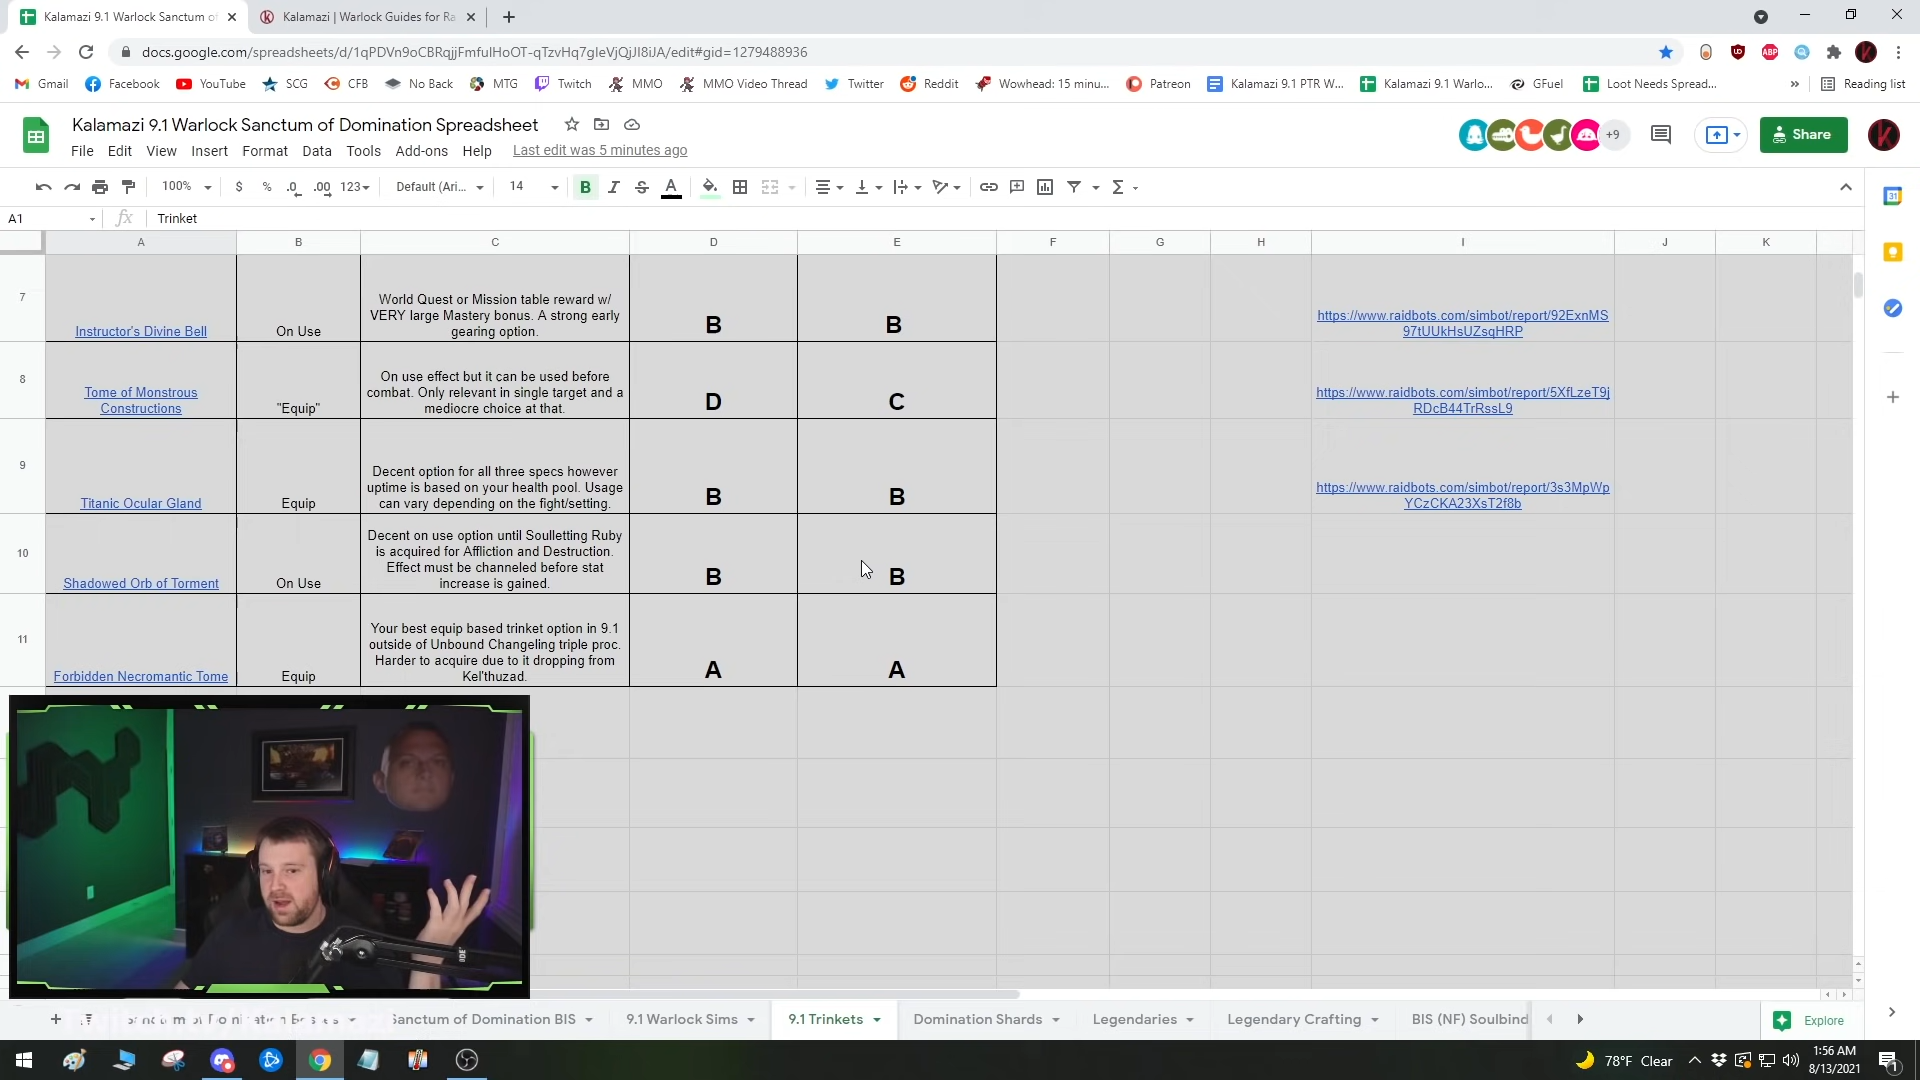 Kalamazi 9.1 Warlock Sanctum of
Kalamazi | Warlock Guides for Ra
docs.google.com/spreadsheets/d/1qPDVn9oCBRqjjFmfulHoOT-qTzvHq7gleVjQjJI8iJA/edit#gid=1279488936
Gmail Facebook YouTube SCG CFB No Back MTG Twitch MMO MMO Video Thread Twitter Reddit Wowhead: 15 minu... Patreon Kalamazi 9.1 PTR W... Kalamazi 9.1 Warlo... GFuel Loot Needs Spread... » Reading list
Kalamazi 9.1 Warlock Sanctum of Domination Spreadsheet
+9
Share
File Edit View Insert Format Data Tools Add-ons Help Last edit was 5 minutes ago
100% $ % .0 .00 123 Default (Ari... 14 B I S A
A1 fx Trinket
A B C D E F G H I J K
7
Instructor's Divine Bell
On Use
World Quest or Mission table reward w/
VERY large Mastery bonus. A strong early
gearing option.
B
B
https://www.raidbots.com/simbot/report/92ExnMS
97tUUkHsUZsqHRP
8
Tome of Monstrous
Constructions
"Equip"
On use effect but it can be used before
combat. Only relevant in single target and a
mediocre choice at that.
D
C
https://www.raidbots.com/simbot/report/5XfLzeT9j
RDcB44TrRssL9
9
Titanic Ocular Gland
Equip
Decent option for all three specs however
uptime is based on your health pool. Usage
can vary depending on the fight/setting.
B
B
https://www.raidbots.com/simbot/report/3s3MpWp
YCzCKA23XsT2f8b
10
Shadowed Orb of Torment
On Use
Decent on use option until Soulletting Ruby
is acquired for Affliction and Destruction.
Effect must be channeled before stat
increase is gained.
B
B
11
Forbidden Necromantic Tome
Equip
Your best equip based trinket option in 9.1
outside of Unbound Changeling triple proc.
Harder to acquire due to it dropping from
Kel'thuzad.
A
A
Sanctum of Domination BIS 9.1 Warlock Sims 9.1 Trinkets Domination Shards Legendaries Legendary Crafting BIS (NF) Soulbind
Explore
78°F Clear
1:56 AM
8/13/2021